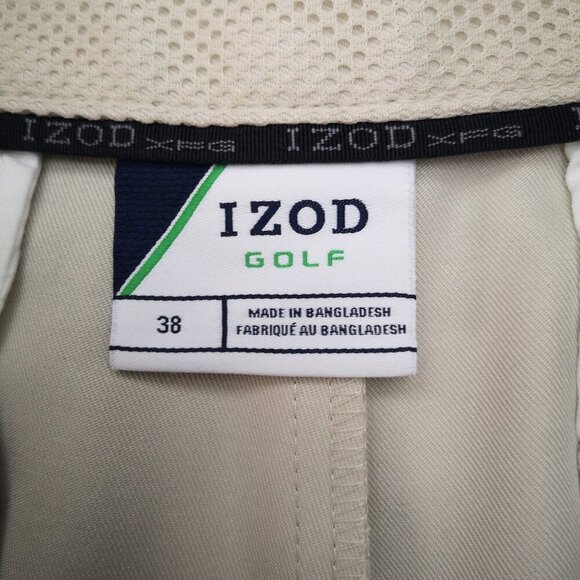 IZOD XFG IZOD XFG
IZOD
GOLF
38
MADE IN BANGLADESH
FABRIQUÉ AU BANGLADESH